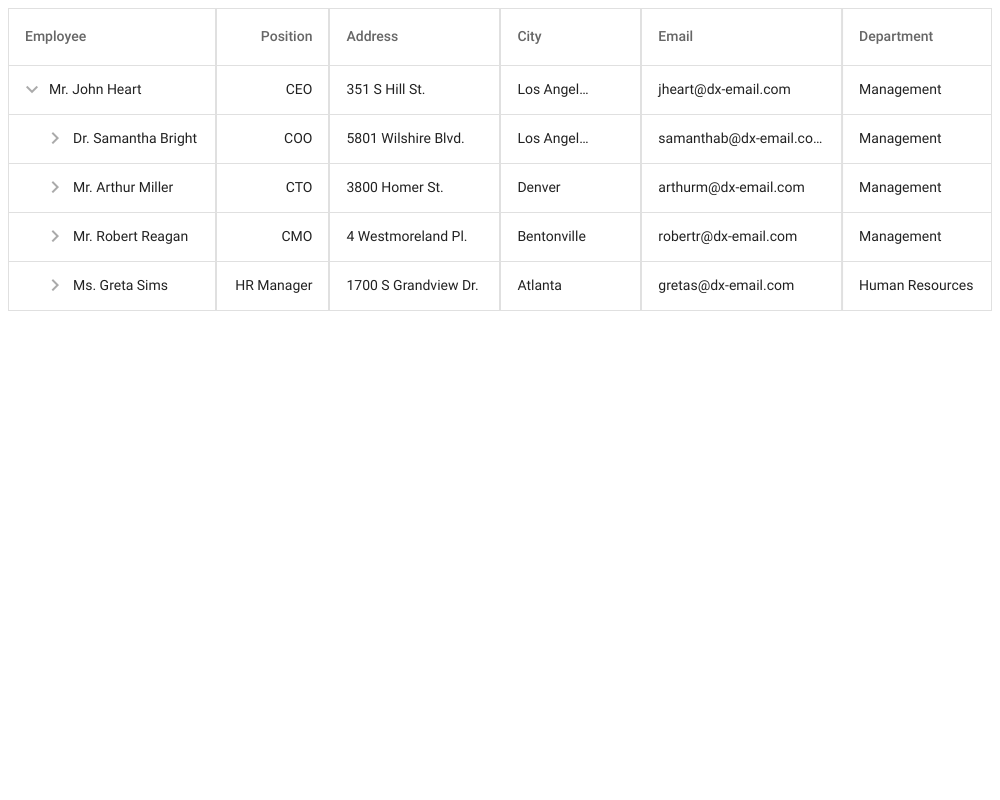 Employee Position Address City Email Department
Mr. John Heart CEO 351 S Hill St. Los Angel... jheart@dx-email.com Management
Dr. Samantha Bright COO 5801 Wilshire Blvd. Los Angel... samanthab@dx-email.co... Management
Mr. Arthur Miller CTO 3800 Homer St. Denver arthurm@dx-email.com Management
Mr. Robert Reagan CMO 4 Westmoreland Pl. Bentonville robertr@dx-email.com Management
Ms. Greta Sims HR Manager 1700 S Grandview Dr. Atlanta gretas@dx-email.com Human Resources